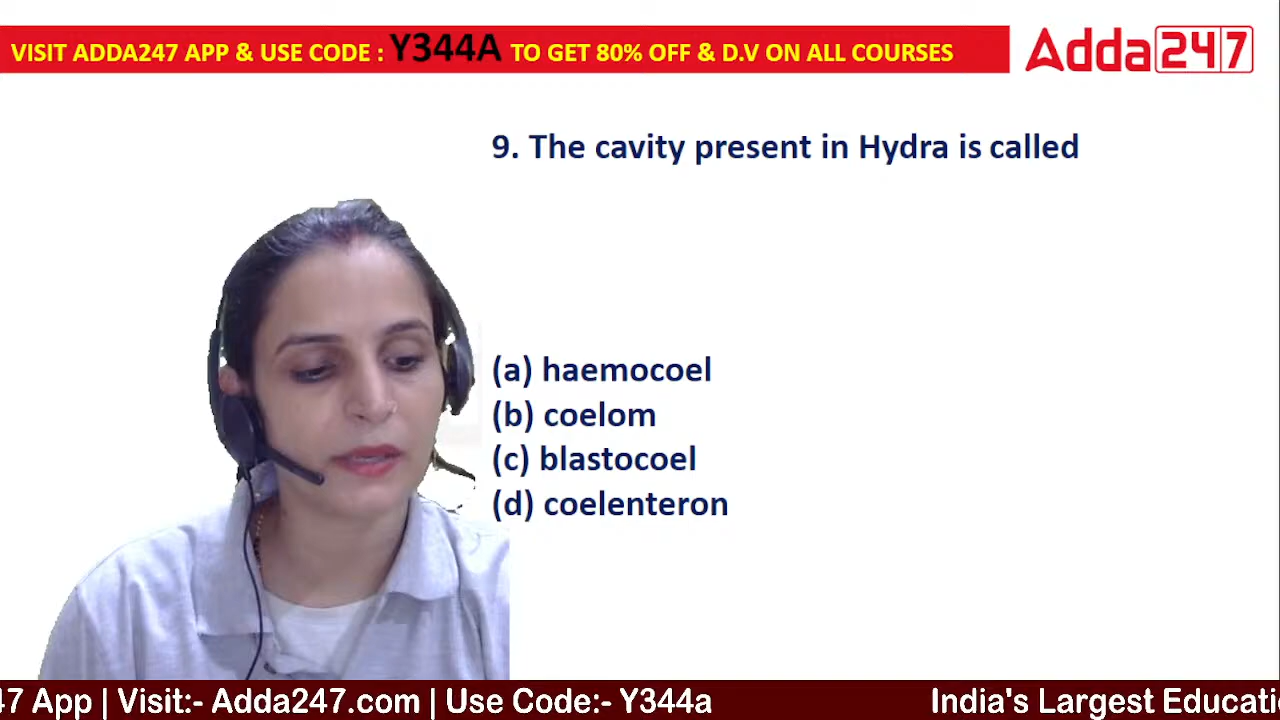 VISIT ADDA247 APP & USE CODE : Y344A TO GET 80% OFF & D.V ON ALL COURSES
Adda247
9. The cavity present in Hydra is called
(a) haemocoel
(b) coelom
(c) blastocoel
(d) coelenteron
47 App | Visit:- Adda247.com | Use Code:- Y344a India's Largest Educati